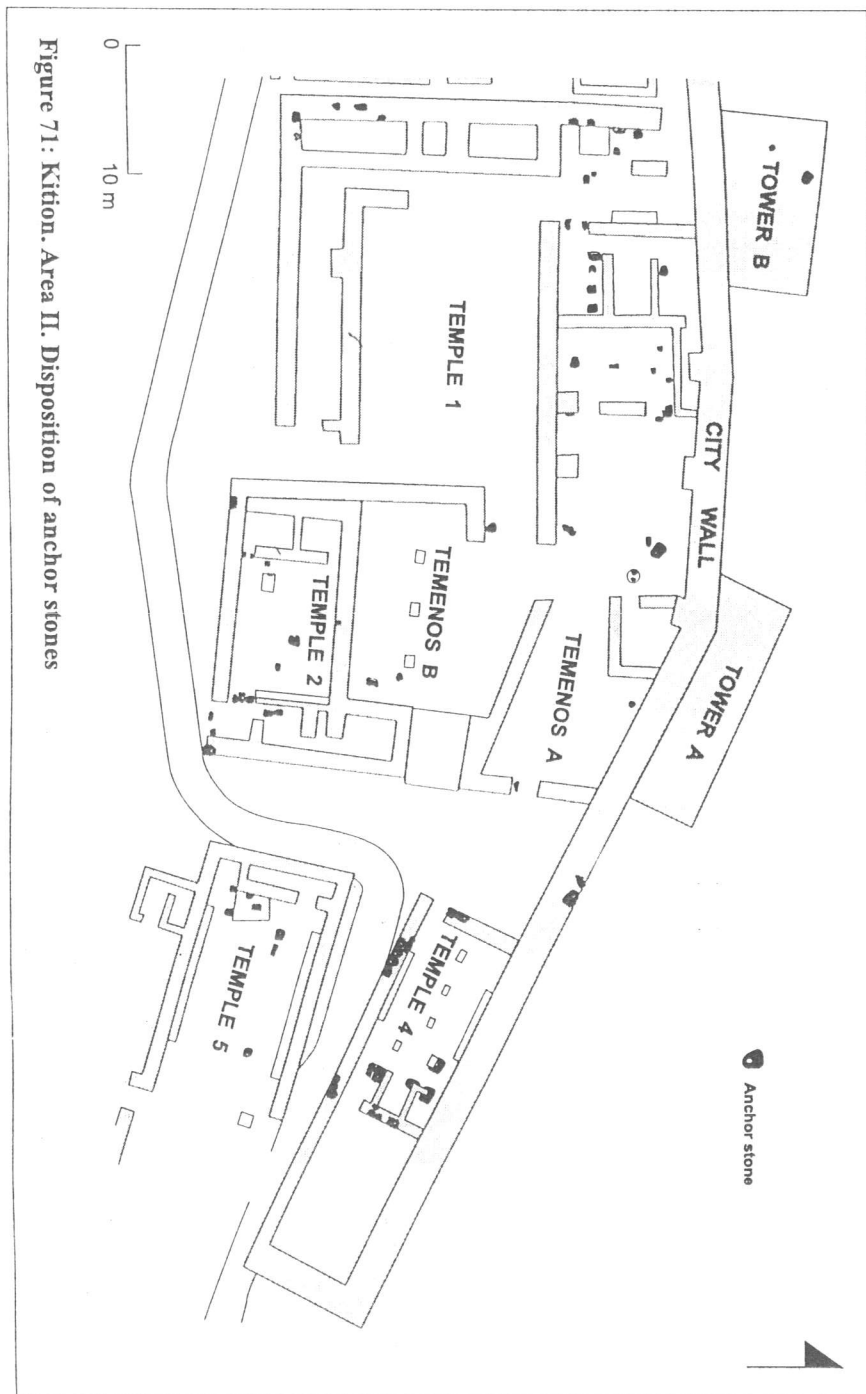 TOWER B
CITY WALL
TOWER A
Anchor stone
TEMPLE 1
TEMENOS B
TEMENOS A
TEMPLE 2
TEMPLE 4
TEMPLE 5
0
10 m
Figure 71: Kition. Area II. Disposition of anchor stones